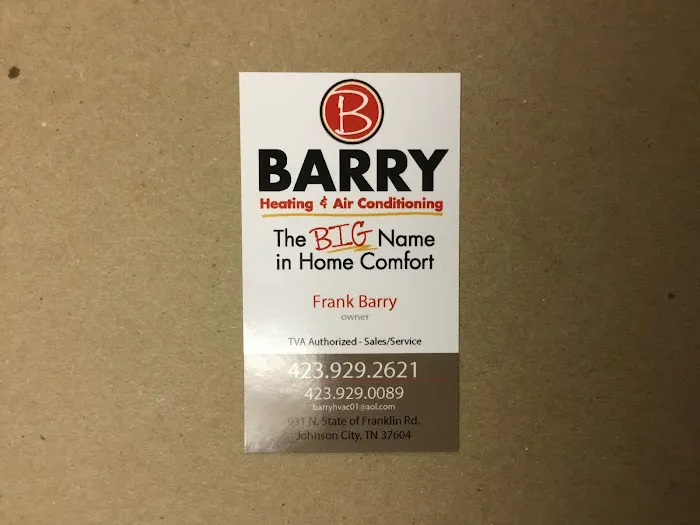 B
BARRY
Heating & Air Conditioning
The BIG Name
in Home Comfort
Frank Barry
owner
TVA Authorized - Sales/Service
423.929.2621
423.929.0089
barryhvac01@aol.com
931 N. State of Franklin Rd.
Johnson City, TN 37604